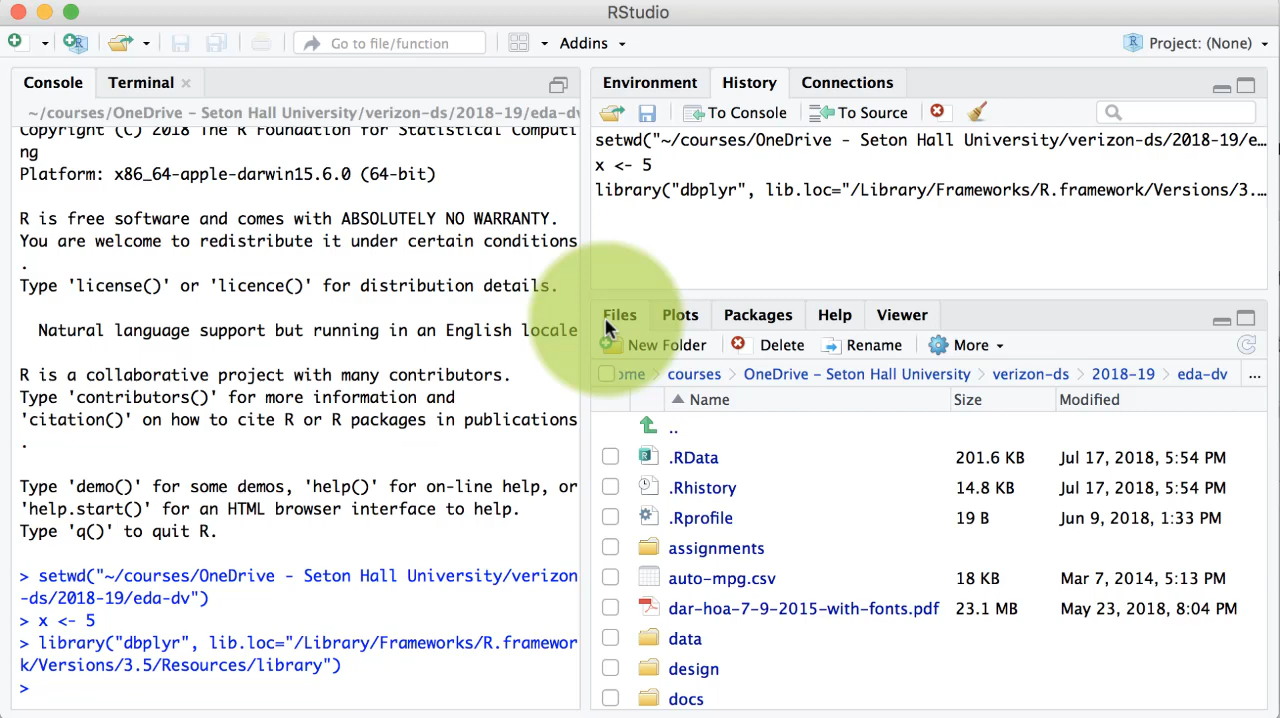 RStudio
Go to file/function
Addins
Project: (None)
Console
Terminal
~/courses/OneDrive - Seton Hall University/verizon-ds/2018-19/eda-dv
Copyright (C) 2018 The R Foundation for Statistical Computi
ng
Platform: x86_64-apple-darwin15.6.0 (64-bit)
R is free software and comes with ABSOLUTELY NO WARRANTY.
You are welcome to redistribute it under certain conditions
.
Type 'license()' or 'licence()' for distribution details.
Natural language support but running in an English locale
R is a collaborative project with many contributors.
Type 'contributors()' for more information and
'citation()' on how to cite R or R packages in publications
.
Type 'demo()' for some demos, 'help()' for on-line help, or
'help.start()' for an HTML browser interface to help.
Type 'q()' to quit R.
> setwd("~/courses/OneDrive - Seton Hall University/verizon
-ds/2018-19/eda-dv")
> x <- 5
> library("dbplyr", lib.loc="/Library/Frameworks/R.framewor
k/Versions/3.5/Resources/library")
>
Environment
History
Connections
To Console
To Source
setwd("~/courses/OneDrive - Seton Hall University/verizon-ds/2018-19/e…
x <- 5
library("dbplyr", lib.loc="/Library/Frameworks/R.framework/Versions/3.…
Files
Plots
Packages
Help
Viewer
New Folder
Delete
Rename
More
ome > courses > OneDrive - Seton Hall University > verizon-ds > 2018-19 > eda-dv ...
Name Size Modified
..
.RData 201.6 KB Jul 17, 2018, 5:54 PM
.Rhistory 14.8 KB Jul 17, 2018, 5:54 PM
.Rprofile 19 B Jun 9, 2018, 1:33 PM
assignments
auto-mpg.csv 18 KB Mar 7, 2014, 5:13 PM
dar-hoa-7-9-2015-with-fonts.pdf 23.1 MB May 23, 2018, 8:04 PM
data
design
docs